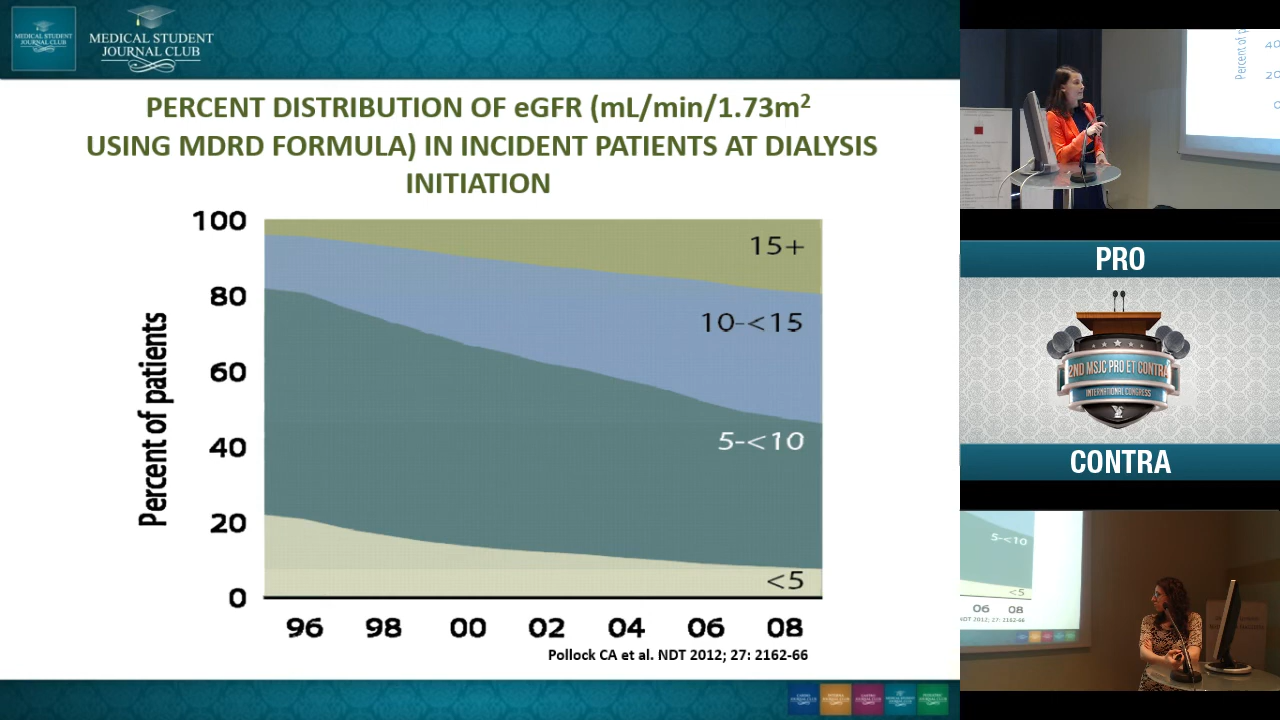 MEDICAL STUDENT
JOURNAL CLUB
MEDICAL STUDENT
JOURNAL CLUB
PERCENT DISTRIBUTION OF eGFR (mL/min/1.73m²
USING MDRD FORMULA) IN INCIDENT PATIENTS AT DIALYSIS
INITIATION
Percent of patients
100
80
60
40
20
0
15+
10-<15
5-<10
<5
96 98 00 02 04 06 08
Pollock CA et al. NDT 2012; 27: 2162-66
Percent of p
40
20
0
PRO
2ND MSJC PRO ET CONTRA
INTERNATIONAL CONGRESS
CONTRA
5-<10
<5
06 08
NDT 2012; 27: 2162-66